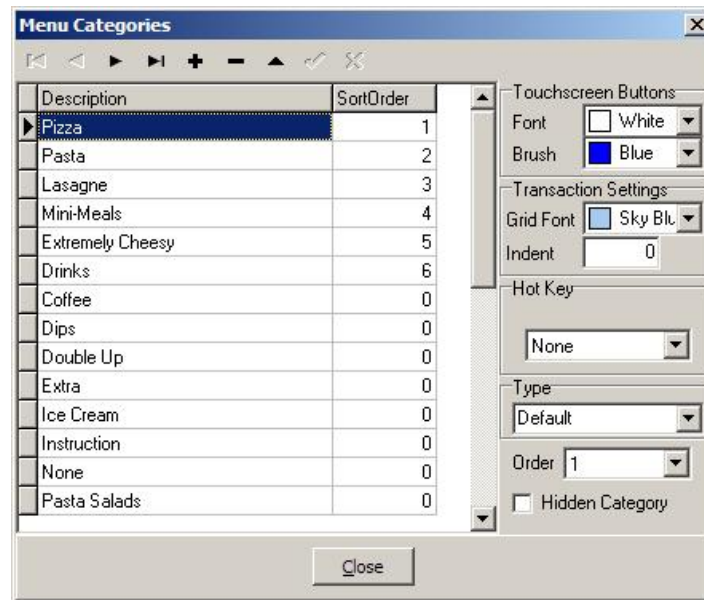 Menu Categories
Description SortOrder
Pizza 1
Pasta 2
Lasagne 3
Mini-Meals 4
Extremely Cheesy 5
Drinks 6
Coffee 0
Dips 0
Double Up 0
Extra 0
Ice Cream 0
Instruction 0
None 0
Pasta Salads 0
Touchscreen Buttons
Font White
Brush Blue
Transaction Settings
Grid Font Sky Blu
Indent 0
Hot Key
None
Type
Default
Order 1
Hidden Category
Close